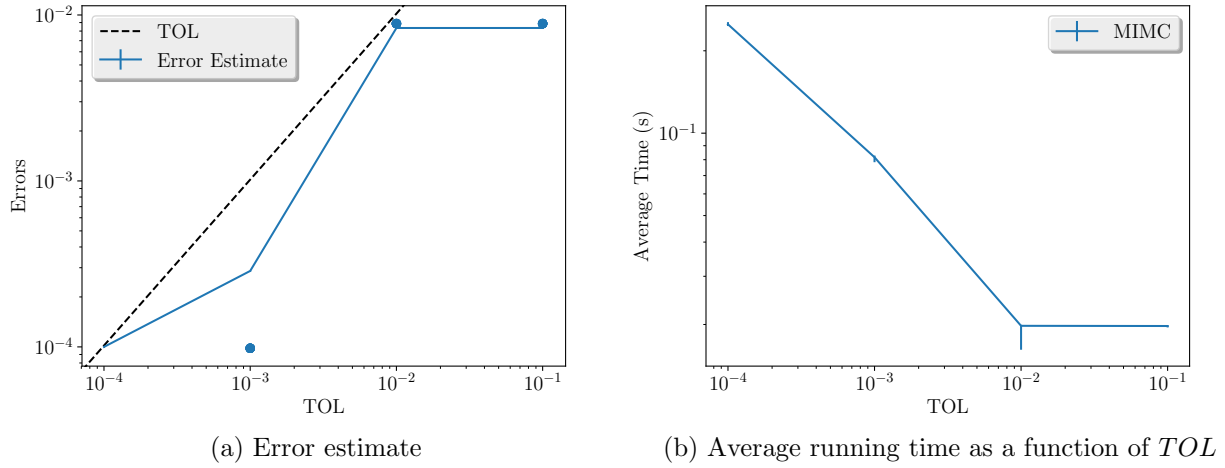 10^{-2}
10^{-3}
10^{-4}
Errors
TOL
Error Estimate
10^{-4} 10^{-3} 10^{-2} 10^{-1}
TOL
(a) Error estimate
10^{-1}
Average Time (s)
MIMC
10^{-4} 10^{-3} 10^{-2} 10^{-1}
TOL
(b) Average running time as a function of TOL